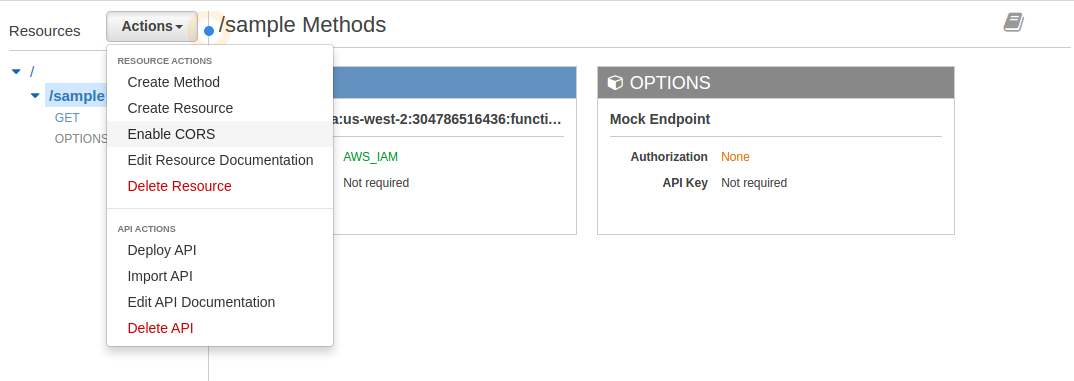 Resources
Actions
/sample Methods
/
/sample
GET
OPTIONS
RESOURCE ACTIONS
Create Method
Create Resource
Enable CORS
Edit Resource Documentation
Delete Resource
API ACTIONS
Deploy API
Import API
Edit API Documentation
Delete API
a:us-west-2:304786516436:functi...
AWS_IAM
Not required
OPTIONS
Mock Endpoint
Authorization None
API Key Not required